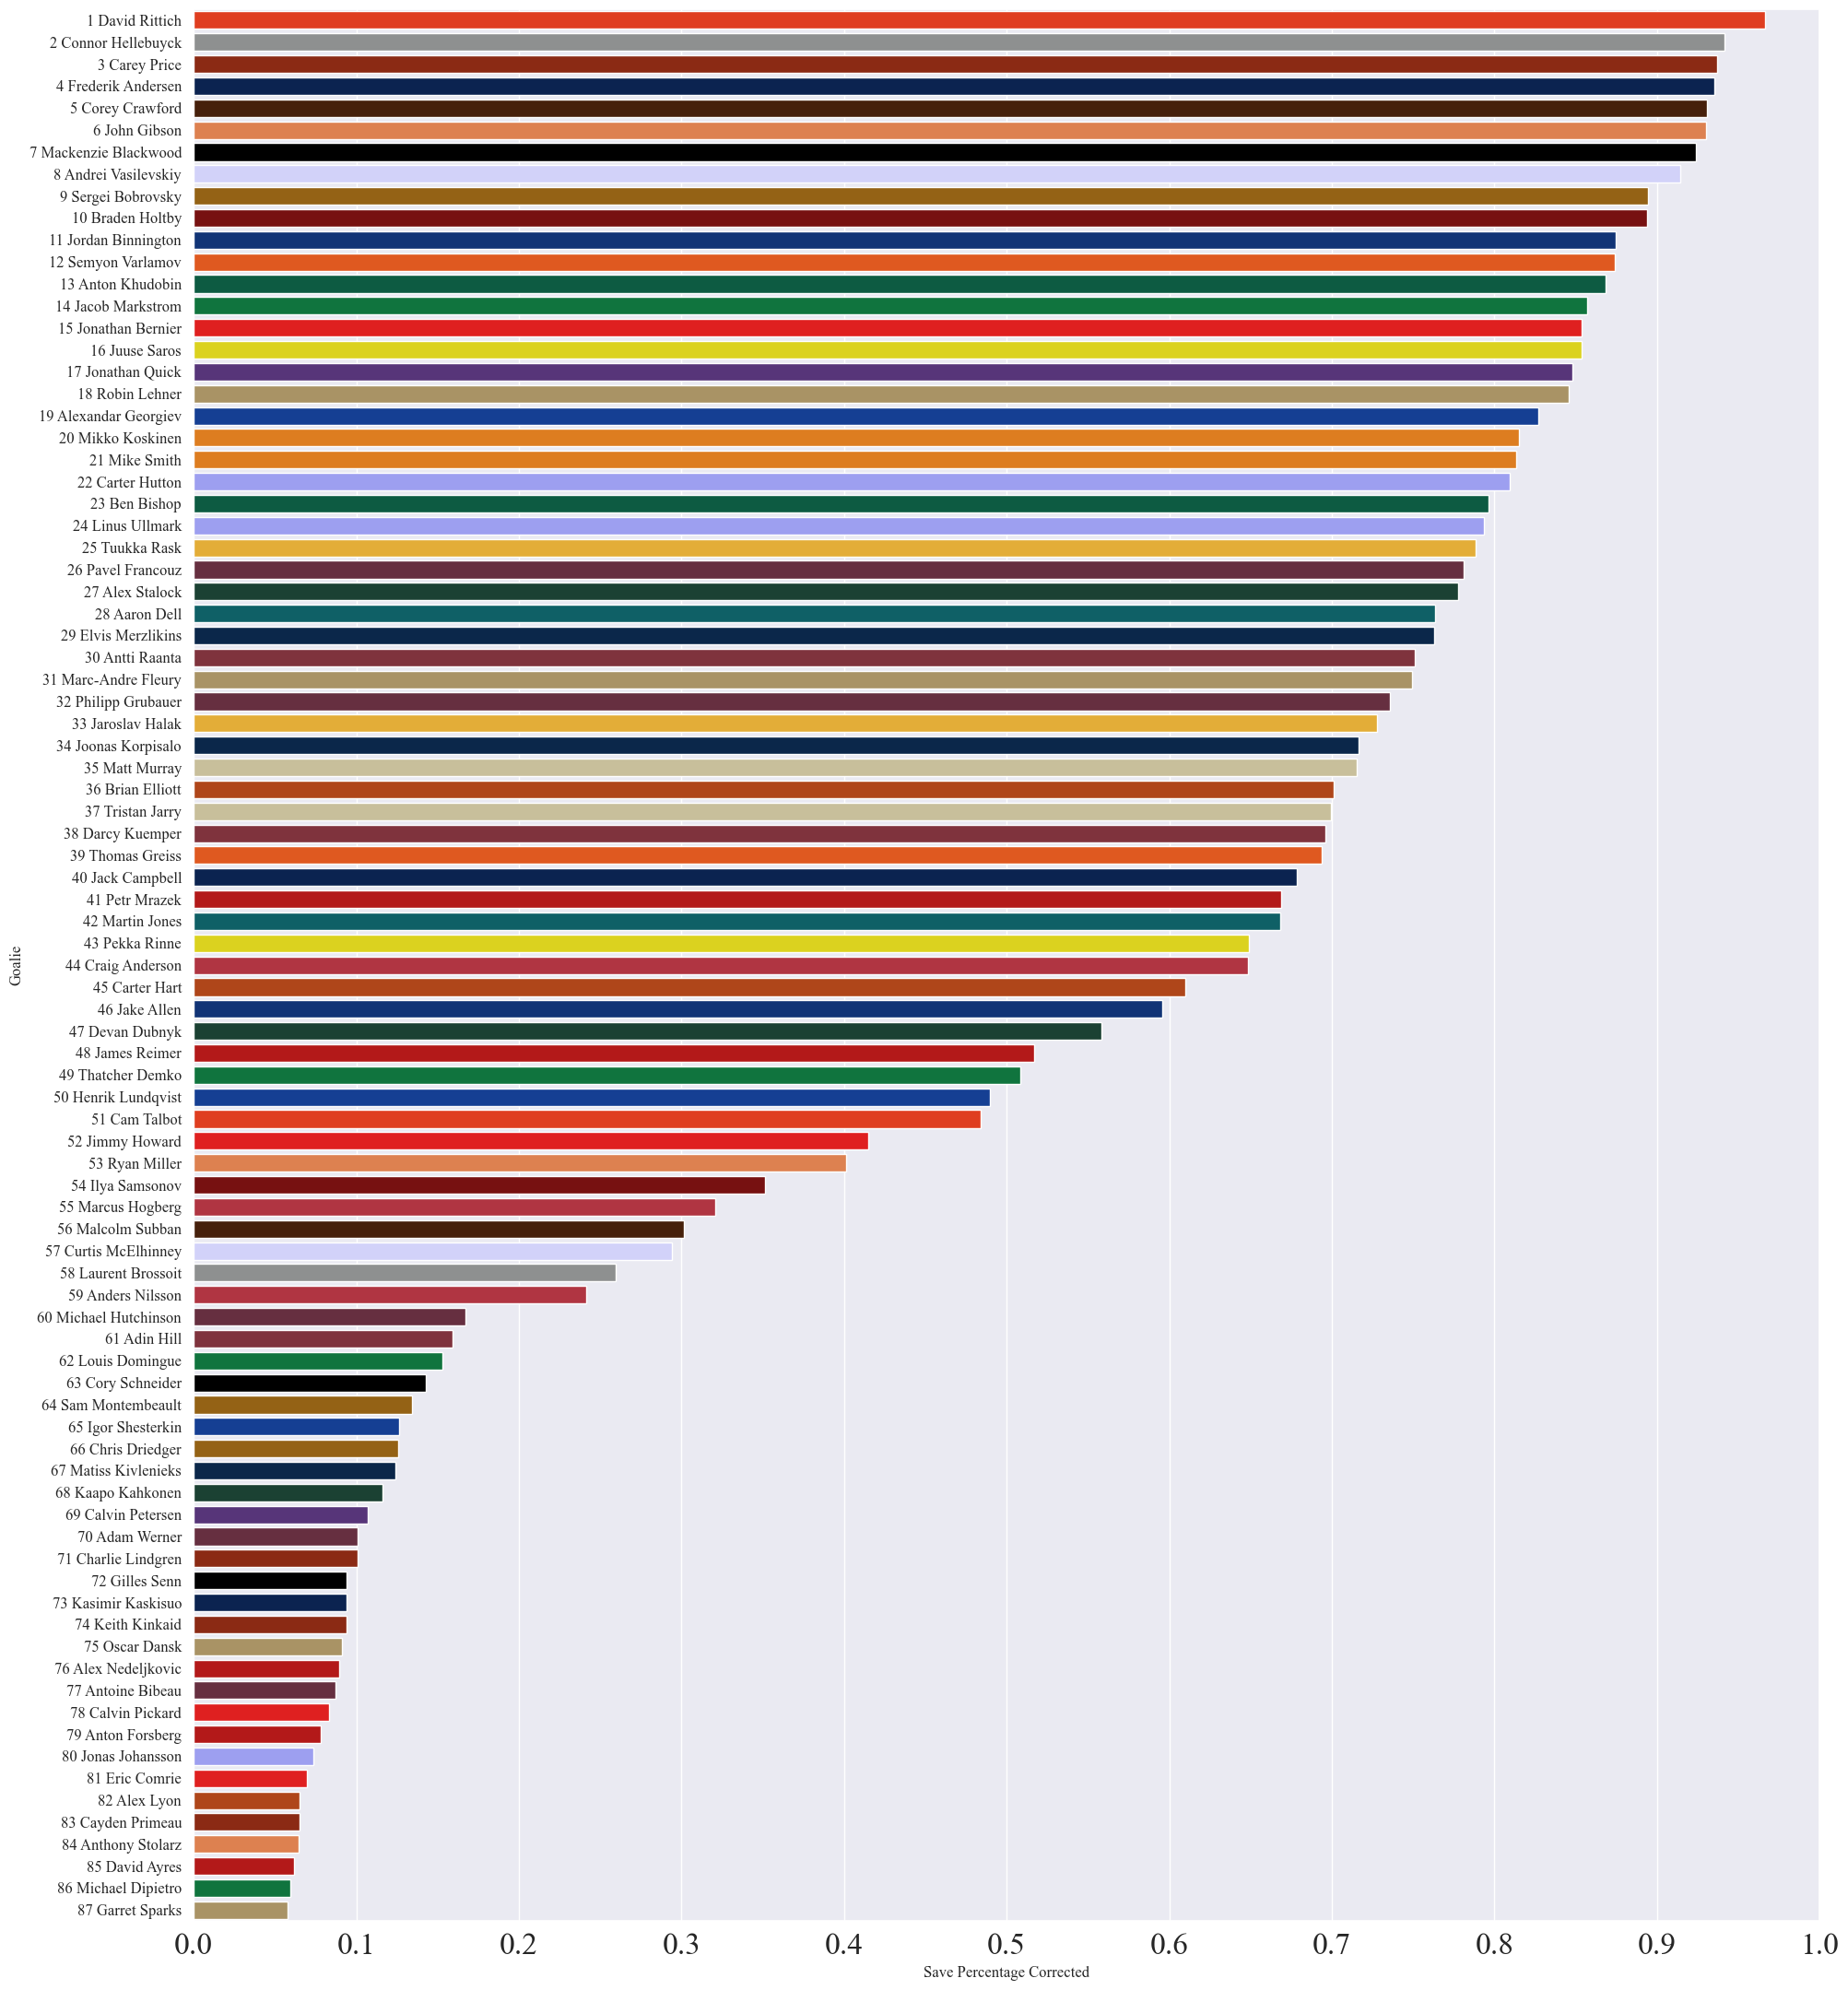 1 David Rittich
2 Connor Hellebuyck
3 Carey Price
4 Frederik Andersen
5 Corey Crawford
6 John Gibson
7 Mackenzie Blackwood
8 Andrei Vasilevskiy
9 Sergei Bobrovsky
10 Braden Holtby
11 Jordan Binnington
12 Semyon Varlamov
13 Anton Khudobin
14 Jacob Markstrom
15 Jonathan Bernier
16 Juuse Saros
17 Jonathan Quick
18 Robin Lehner
19 Alexandar Georgiev
20 Mikko Koskinen
21 Mike Smith
22 Carter Hutton
23 Ben Bishop
24 Linus Ullmark
25 Tuukka Rask
26 Pavel Francouz
27 Alex Stalock
28 Aaron Dell
29 Elvis Merzlikins
30 Antti Raanta
31 Marc-Andre Fleury
32 Philipp Grubauer
33 Jaroslav Halak
34 Joonas Korpisalo
35 Matt Murray
36 Brian Elliott
37 Tristan Jarry
38 Darcy Kuemper
39 Thomas Greiss
40 Jack Campbell
41 Petr Mrazek
42 Martin Jones
43 Pekka Rinne
44 Craig Anderson
45 Carter Hart
46 Jake Allen
47 Devan Dubnyk
48 James Reimer
49 Thatcher Demko
50 Henrik Lundqvist
51 Cam Talbot
52 Jimmy Howard
53 Ryan Miller
54 Ilya Samsonov
55 Marcus Hogberg
56 Malcolm Subban
57 Curtis McElhinney
58 Laurent Brossoit
59 Anders Nilsson
60 Michael Hutchinson
61 Adin Hill
62 Louis Domingue
63 Cory Schneider
64 Sam Montembeault
65 Igor Shesterkin
66 Chris Driedger
67 Matiss Kivlenieks
68 Kaapo Kahkonen
69 Calvin Petersen
70 Adam Werner
71 Charlie Lindgren
72 Gilles Senn
73 Kasimir Kaskisuo
74 Keith Kinkaid
75 Oscar Dansk
76 Alex Nedeljkovic
77 Antoine Bibeau
78 Calvin Pickard
79 Anton Forsberg
80 Jonas Johansson
81 Eric Comrie
82 Alex Lyon
83 Cayden Primeau
84 Anthony Stolarz
85 David Ayres
86 Michael Dipietro
87 Garret Sparks
Goalie
0.0 0.1 0.2 0.3 0.4 0.5 0.6 0.7 0.8 0.9 1.0
Save Percentage Corrected